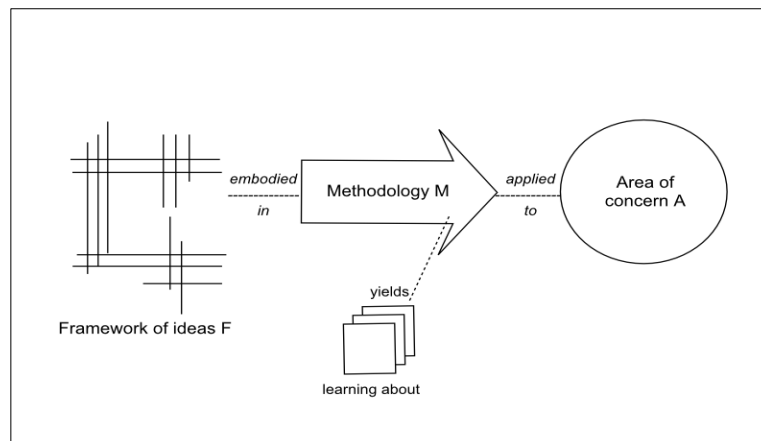 embodied
in
Methodology M
applied
to
Area of
concern A
Framework of ideas F
yields
learning about